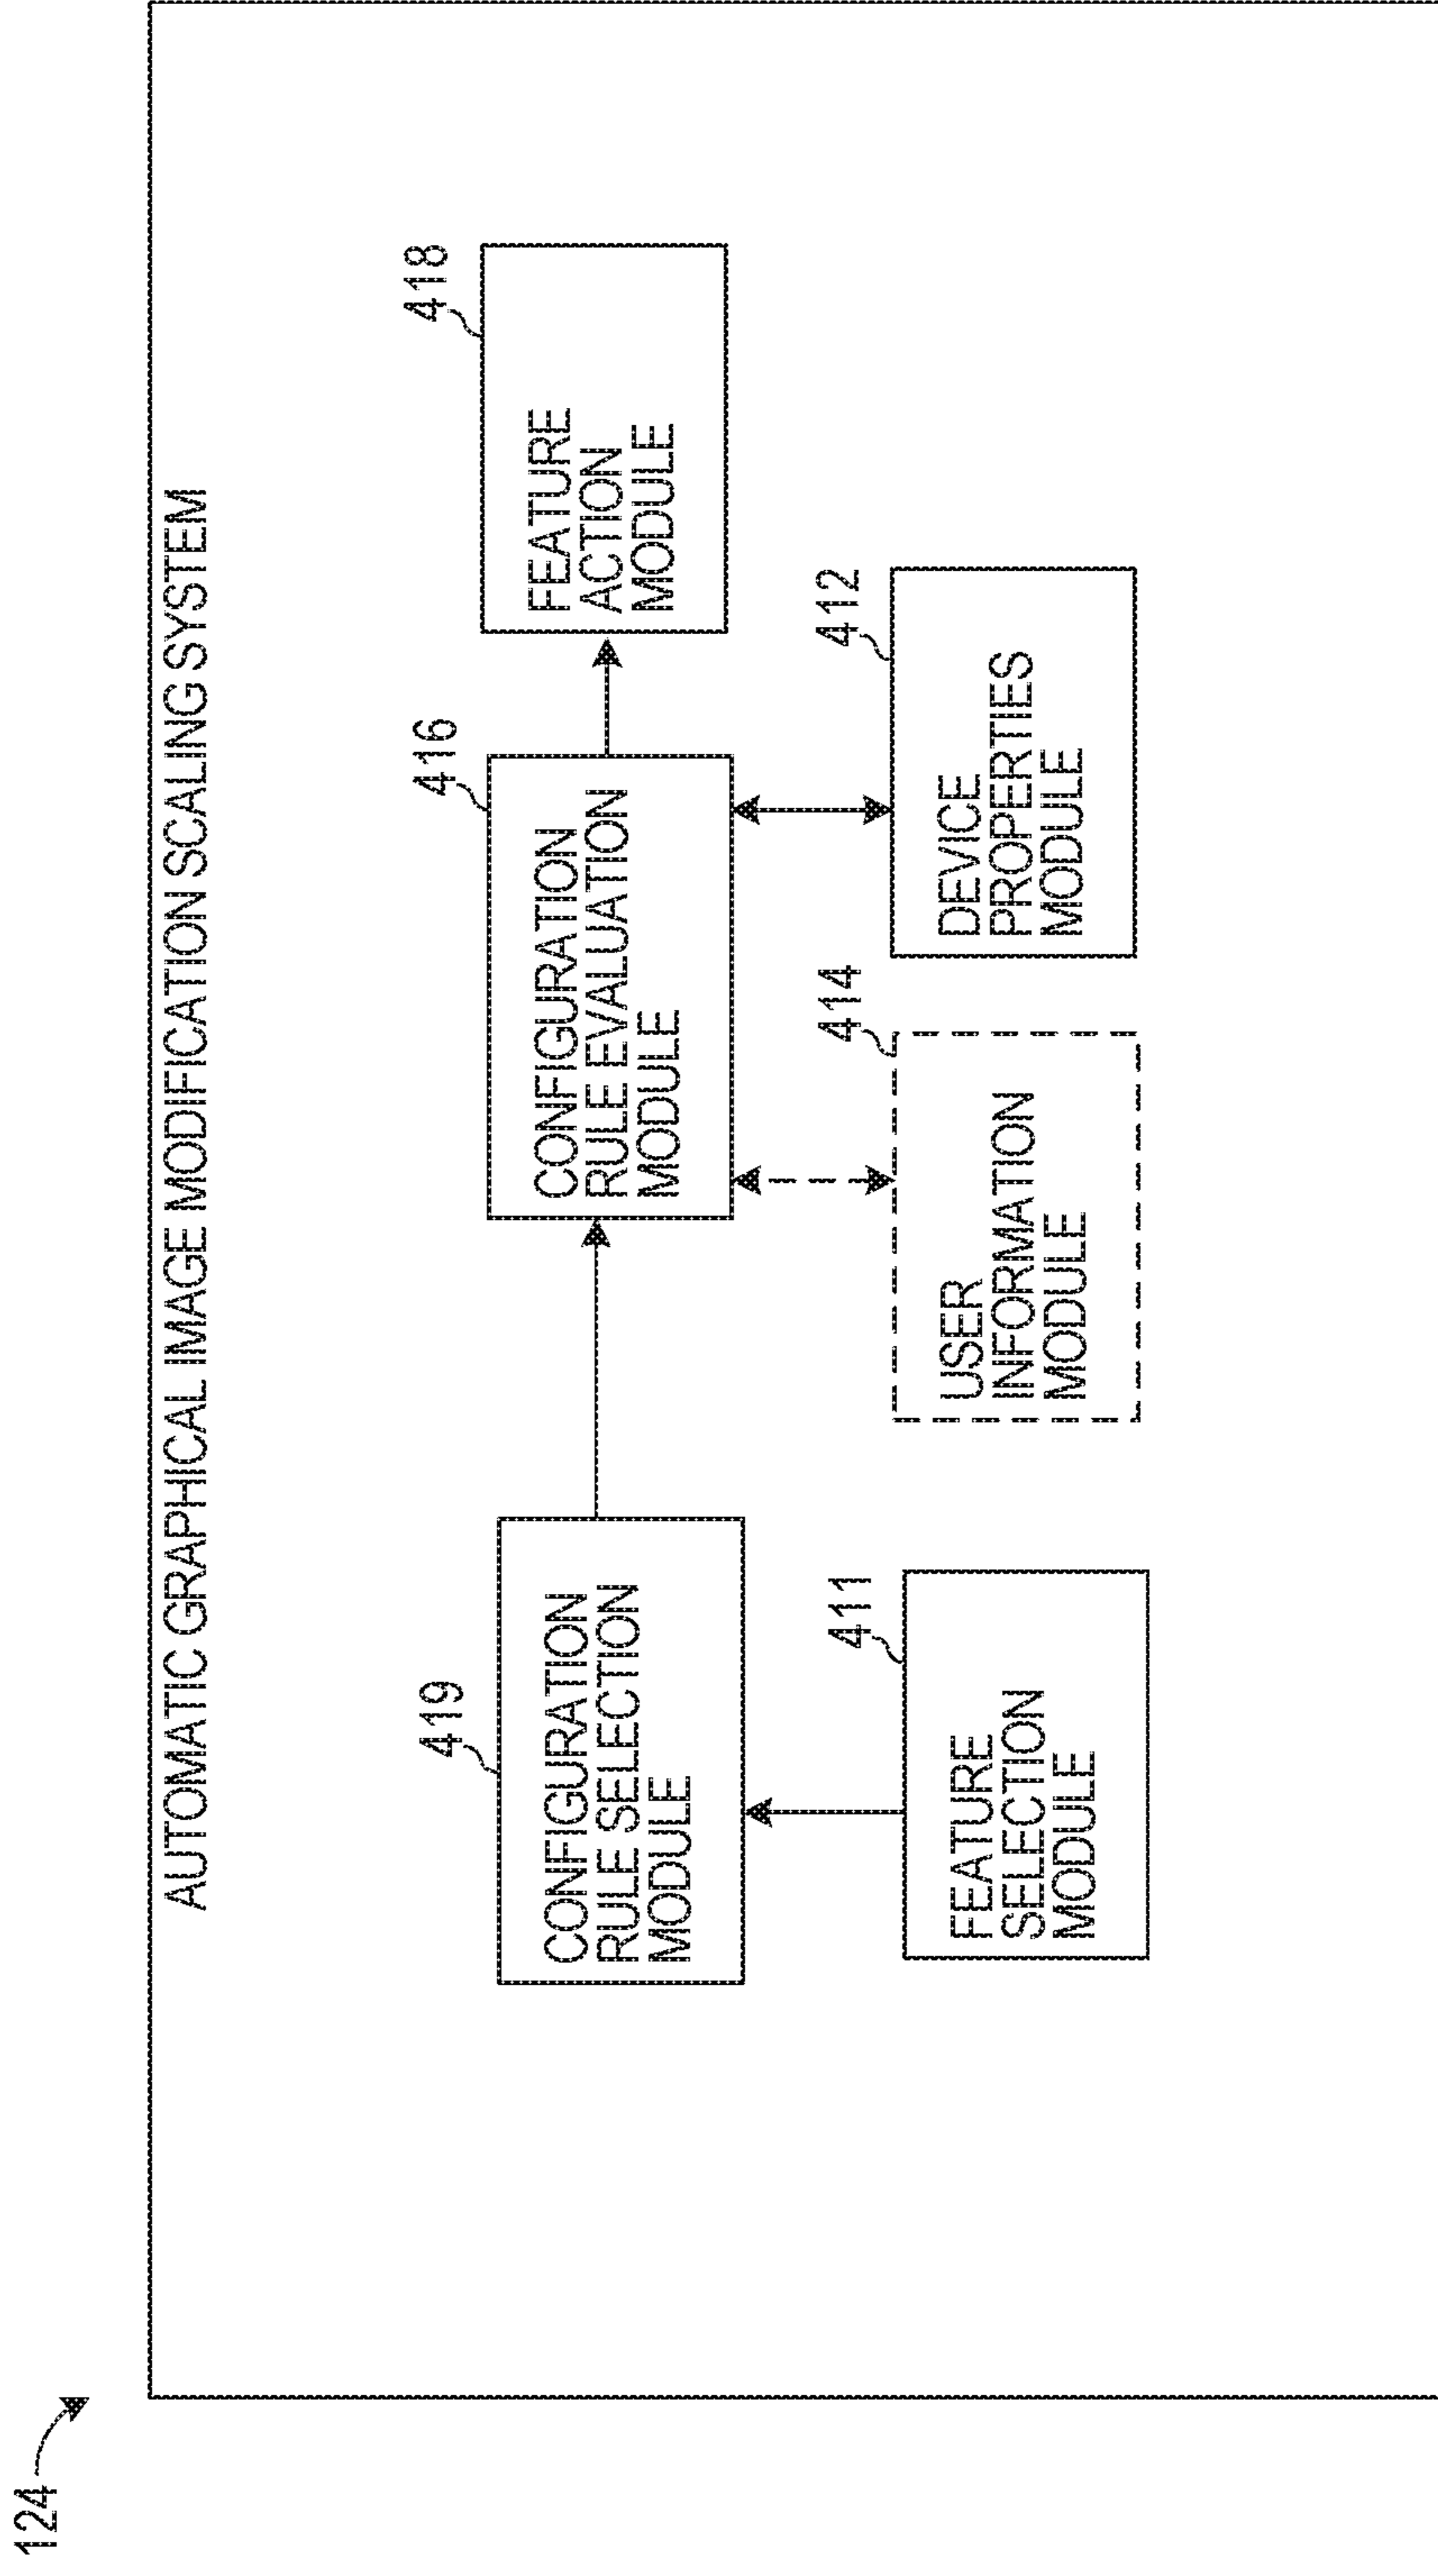 124
AUTOMATIC GRAPHICAL IMAGE MODIFICATION SCALING SYSTEM
419
CONFIGURATION
RULE SELECTION
MODULE
416
CONFIGURATION
RULE EVALUATION
MODULE
418
FEATURE
ACTION
MODULE
411
FEATURE
SELECTION
MODULE
414
USER
INFORMATION
MODULE
412
DEVICE
PROPERTIES
MODULE